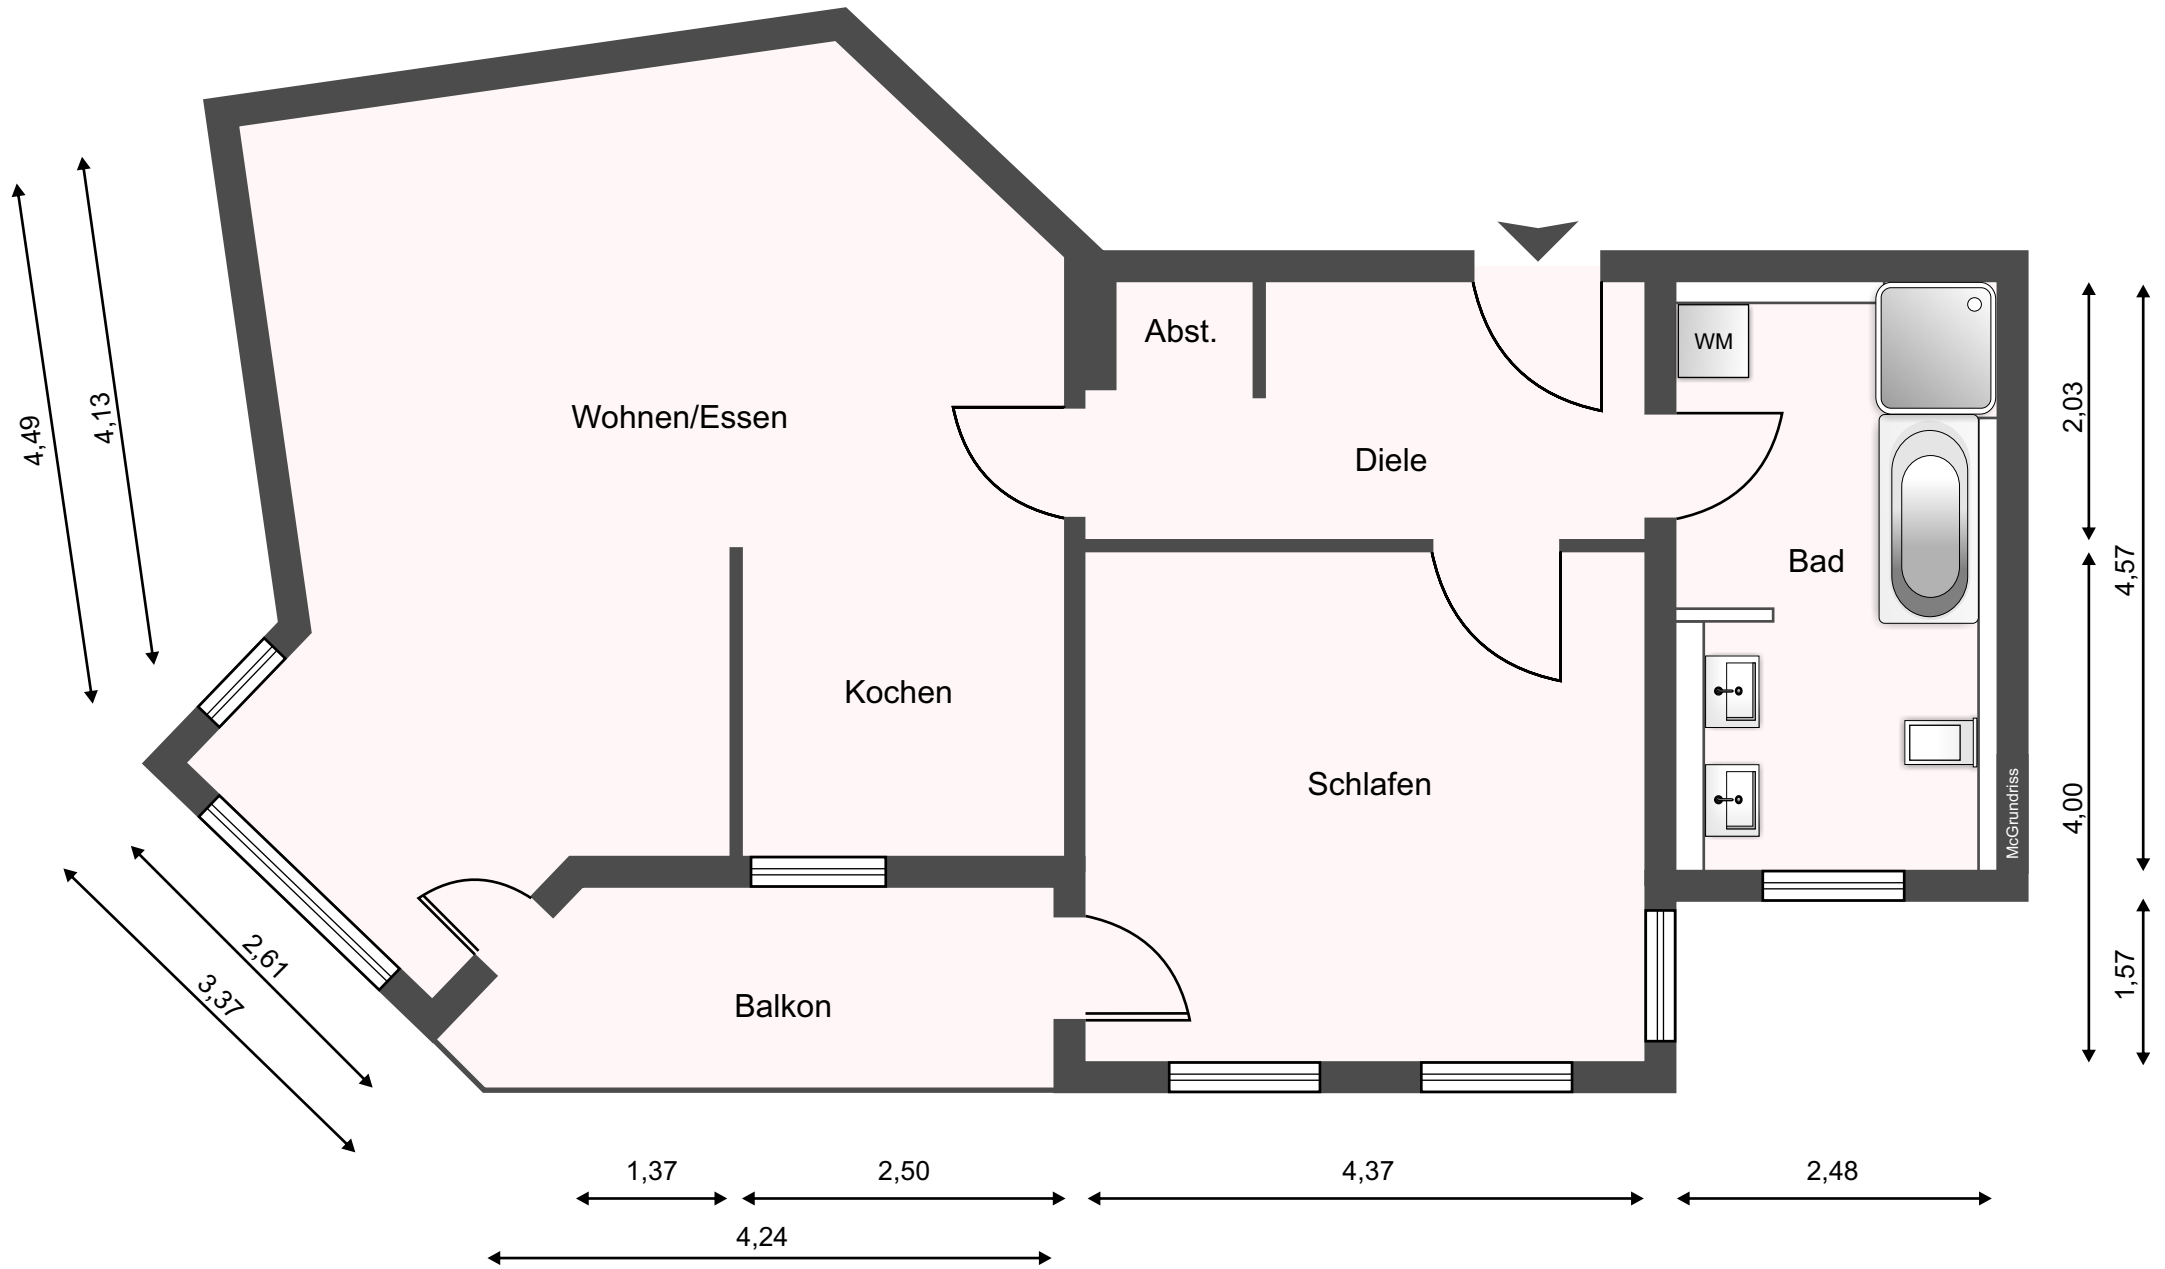 Abst.
WM
Wohnen/Essen
Diele
Bad
Kochen
Schlafen
Balkon
McGrundriss
4,49
4,13
2,03
4,57
4,00
1,57
2,61
3,37
1,37
2,50
4,37
2,48
4,24